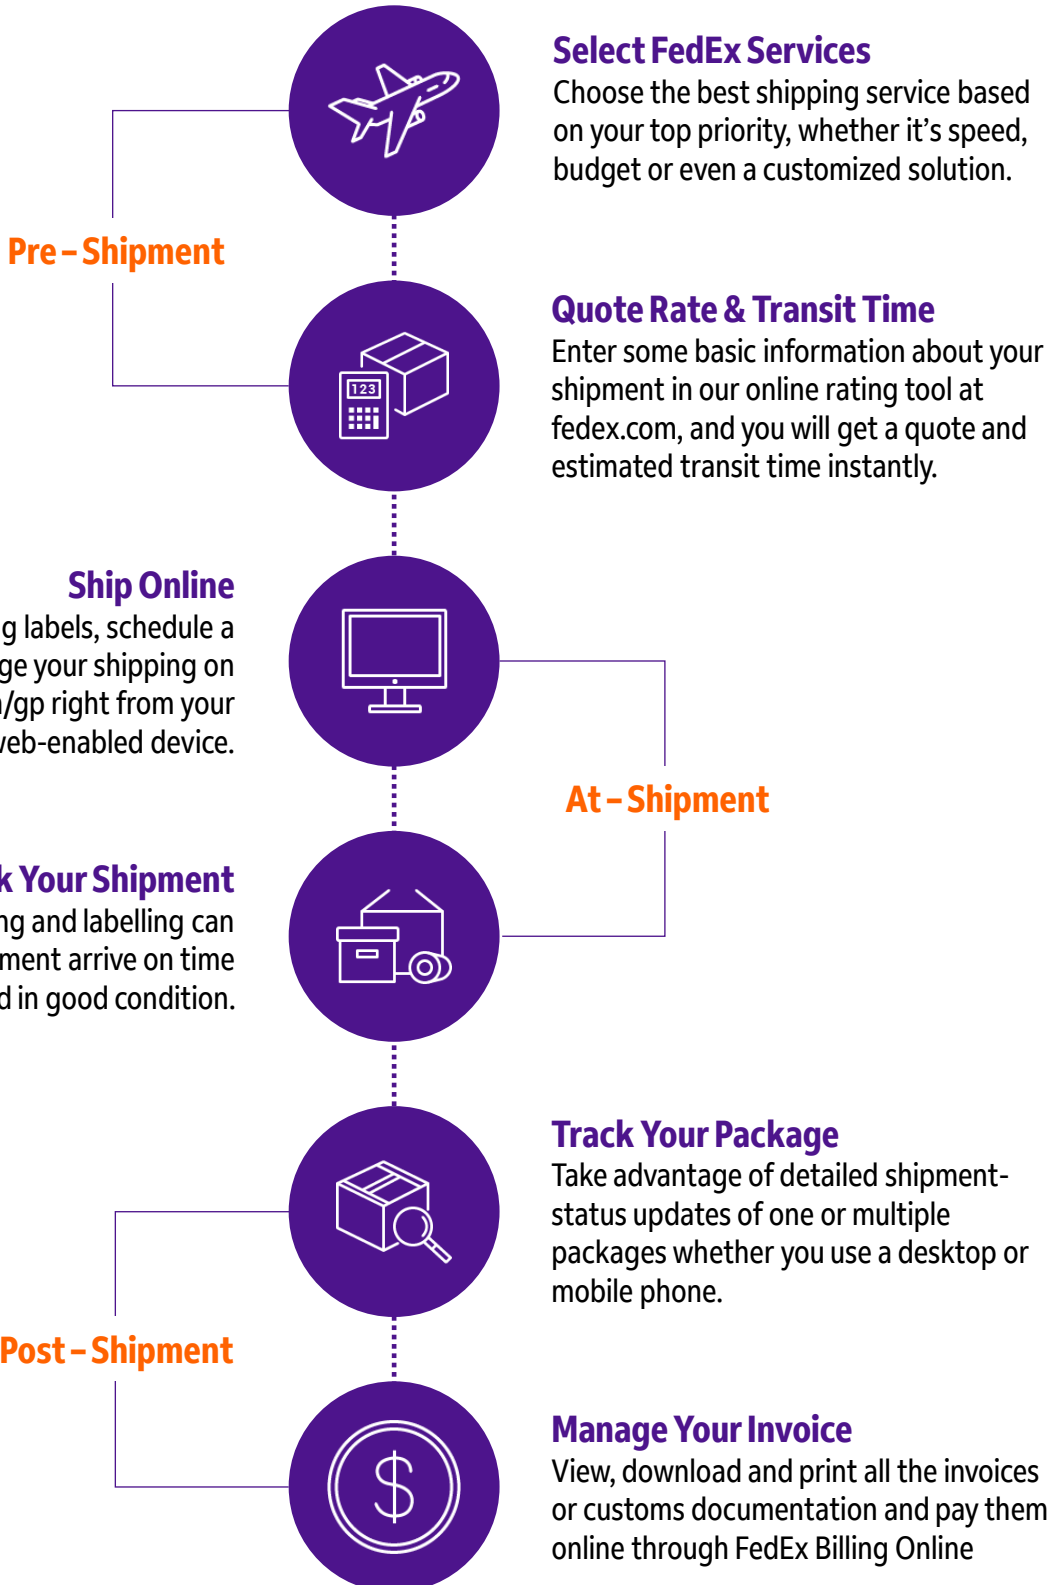 Select FedEx Services
Choose the best shipping service based
on your top priority, whether it’s speed,
budget or even a customized solution.
Pre – Shipment
Quote Rate & Transit Time
Enter some basic information about your
shipment in our online rating tool at
fedex.com, and you will get a quote and
estimated transit time instantly.
123
Ship Online
labels, schedule a
your shipping on
/gp right from your
web-enabled device.
At – Shipment
Your Shipment
and labelling can
arrive on time
in good condition.
Track Your Package
Take advantage of detailed shipment-
status updates of one or multiple
packages whether you use a desktop or
mobile phone.
Post – Shipment
$
Manage Your Invoice
View, download and print all the invoices
or customs documentation and pay them
online through FedEx Billing Online